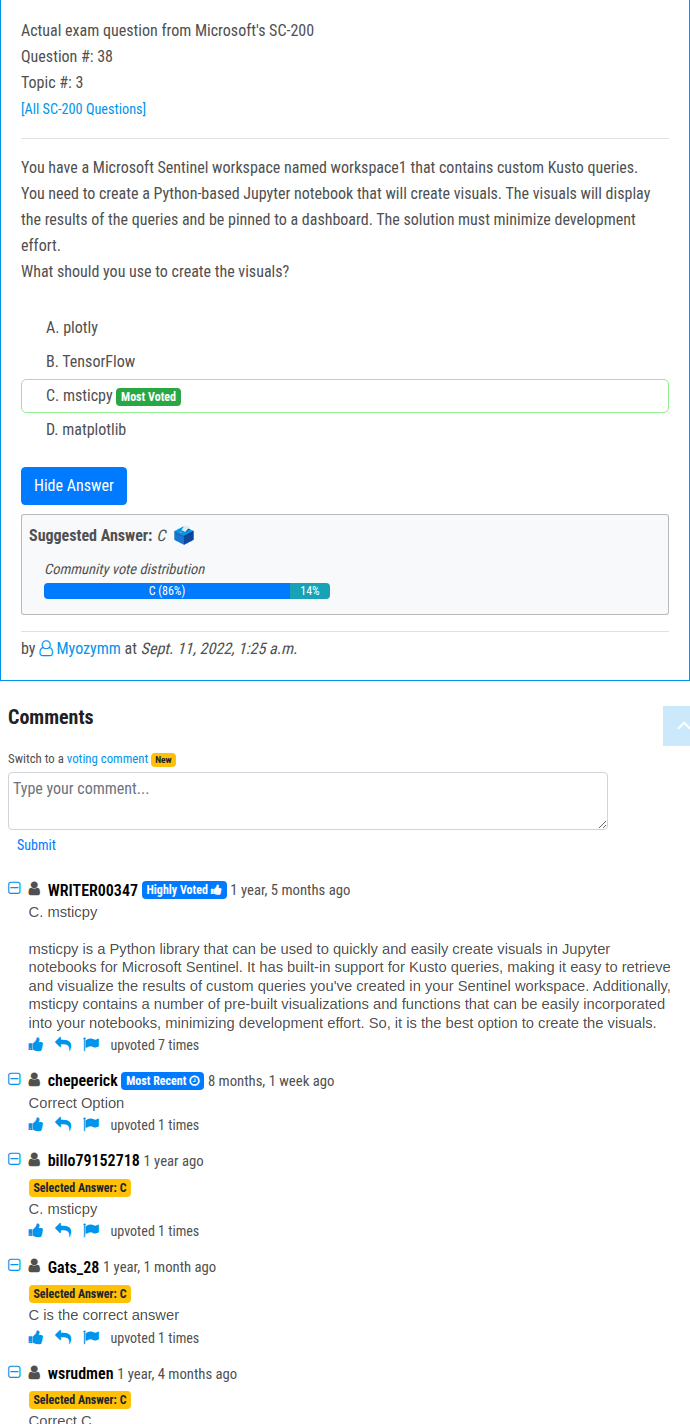 Actual exam question from Microsoft's SC-200
Question #: 38
Topic #: 3
[All SC-200 Questions]
You have a Microsoft Sentinel workspace named workspace1 that contains custom Kusto queries.
You need to create a Python-based Jupyter notebook that will create visuals. The visuals will display
the results of the queries and be pinned to a dashboard. The solution must minimize development
effort.
What should you use to create the visuals?
A. plotly
B. TensorFlow
C. msticpy Most Voted
D. matplotlib
Hide Answer
Suggested Answer: C
Community vote distribution
C (86%) 14%
by Myozymm at Sept. 11, 2022, 1:25 a.m.
Comments
Switch to a voting comment New
Type your comment...
Submit
WRITER00347 Highly Voted 1 year, 5 months ago
C. msticpy
msticpy is a Python library that can be used to quickly and easily create visuals in Jupyter
notebooks for Microsoft Sentinel. It has built-in support for Kusto queries, making it easy to retrieve
and visualize the results of custom queries you've created in your Sentinel workspace. Additionally,
msticpy contains a number of pre-built visualizations and functions that can be easily incorporated
into your notebooks, minimizing development effort. So, it is the best option to create the visuals.
upvoted 7 times
chepeerick Most Recent 8 months, 1 week ago
Correct Option
upvoted 1 times
billo79152718 1 year ago
Selected Answer: C
C. msticpy
upvoted 1 times
Gats_28 1 year, 1 month ago
Selected Answer: C
C is the correct answer
upvoted 1 times
wsrudmen 1 year, 4 months ago
Selected Answer: C
Correct C